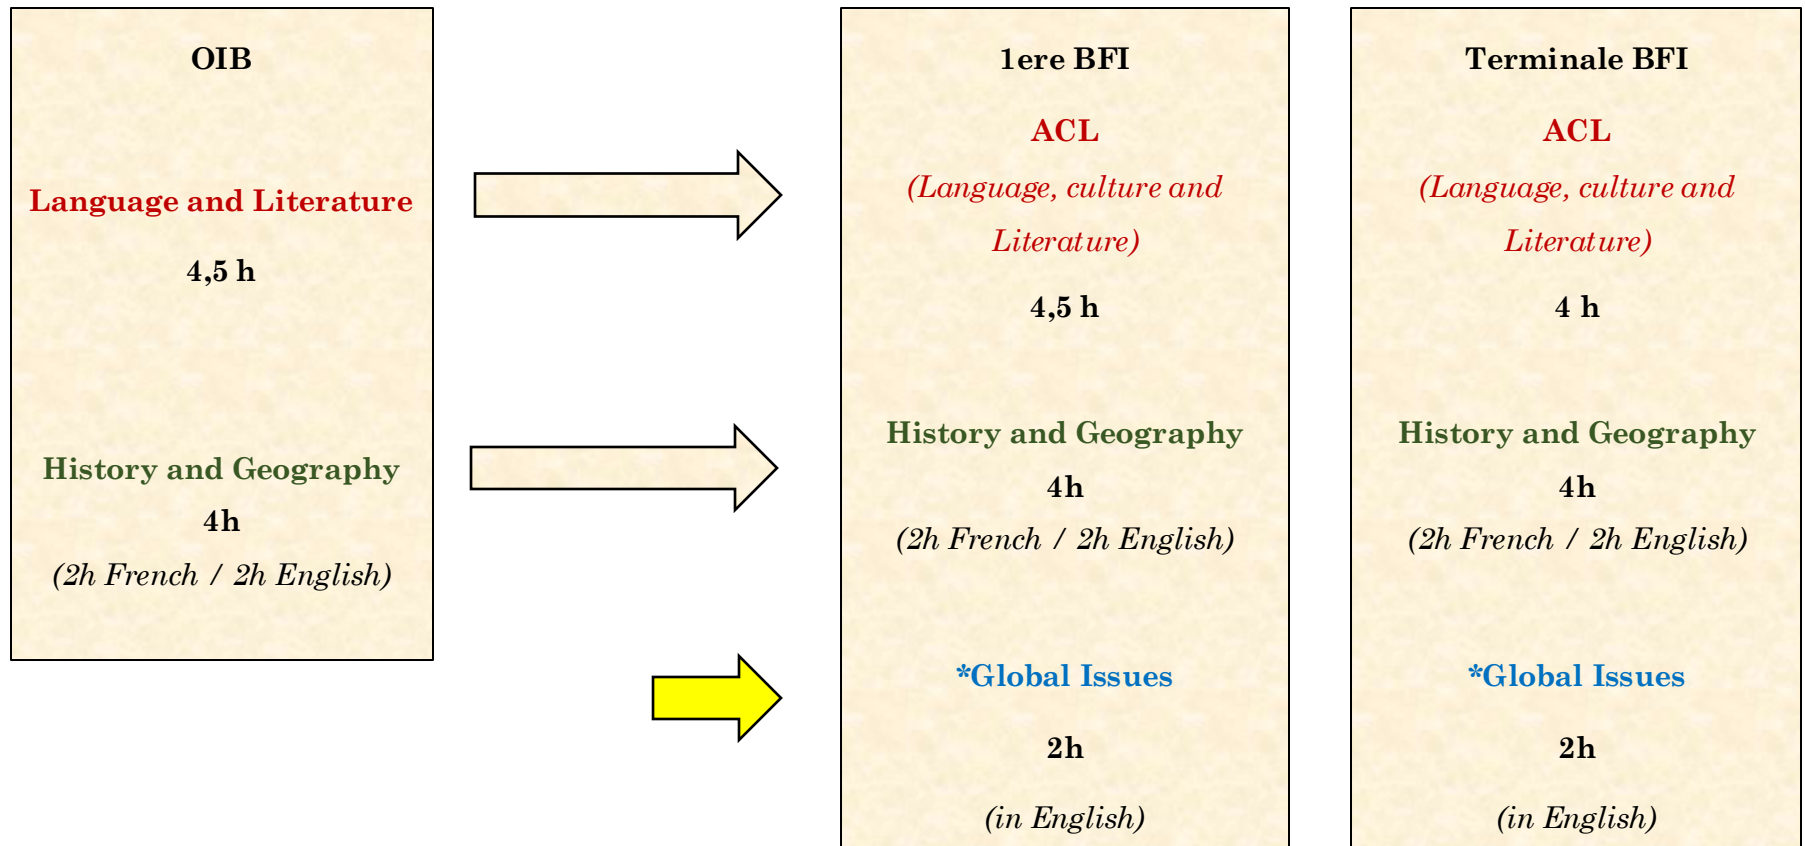 OIB
Language and Literature
4,5 h
History and Geography
4h
(2h French / 2h English)
1ere BFI
ACL
(Language, culture and
Literature)
4,5 h
History and Geography
4h
(2h French / 2h English)
*Global Issues
2h
(in English)
Terminale BFI
ACL
(Language, culture and
Literature)
4 h
History and Geography
4h
(2h French / 2h English)
*Global Issues
2h
(in English)